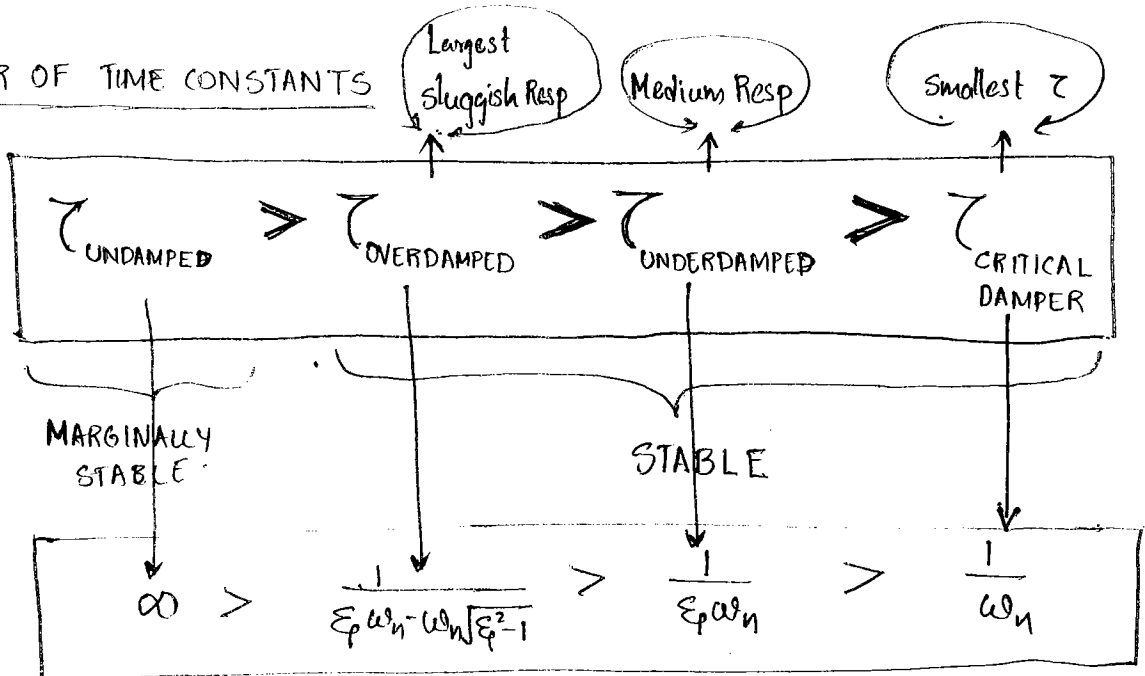 R OF TIME CONSTANTS
Largest
Sluggish Resp
Medium Resp
Smallest τ
τ UNDAMPED > τ OVERDAMPED > τ UNDERDAMPED > τ CRITICAL
DAMPER
MARGINALLY
STABLE
STABLE
∞ > 1/(ξωn-ωn√(ξ²-1)) > 1/(ξωn) > 1/ωn